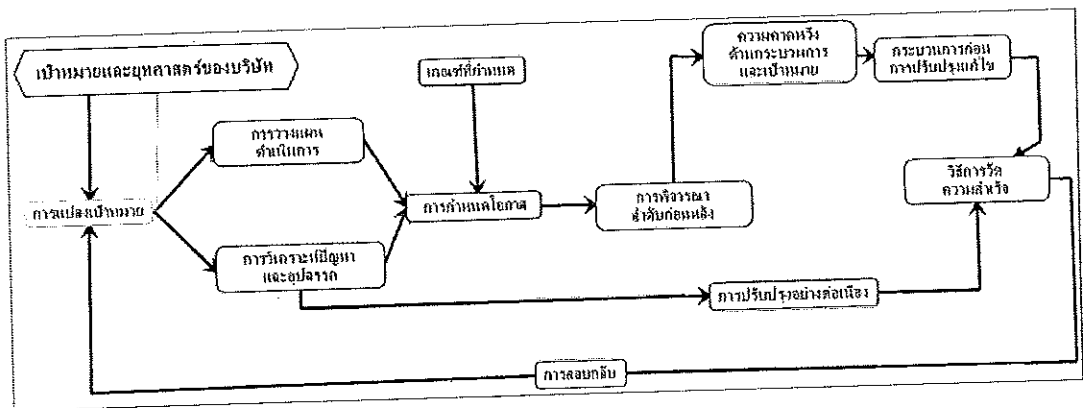 เป้าหมายและยุทธศาสตร์ของบริษัท
เกณฑ์ที่กำหนด
ความคาดหวัง
ด้านกระบวนการ
และเป้าหมาย
กระบวนการก่อน
การปรับปรุงแก้ไข
การวางแผน
ดำเนินการ
การแปลงเป้าหมาย
การกำหนดโอกาส
การพิจารณา
ลำดับก่อนหลัง
วิธีการวัด
ความสำเร็จ
การวิเคราะห์ปัญหา
และอุปสรรค
การปรับปรุงอย่างต่อเนื่อง
การตอบกลับ